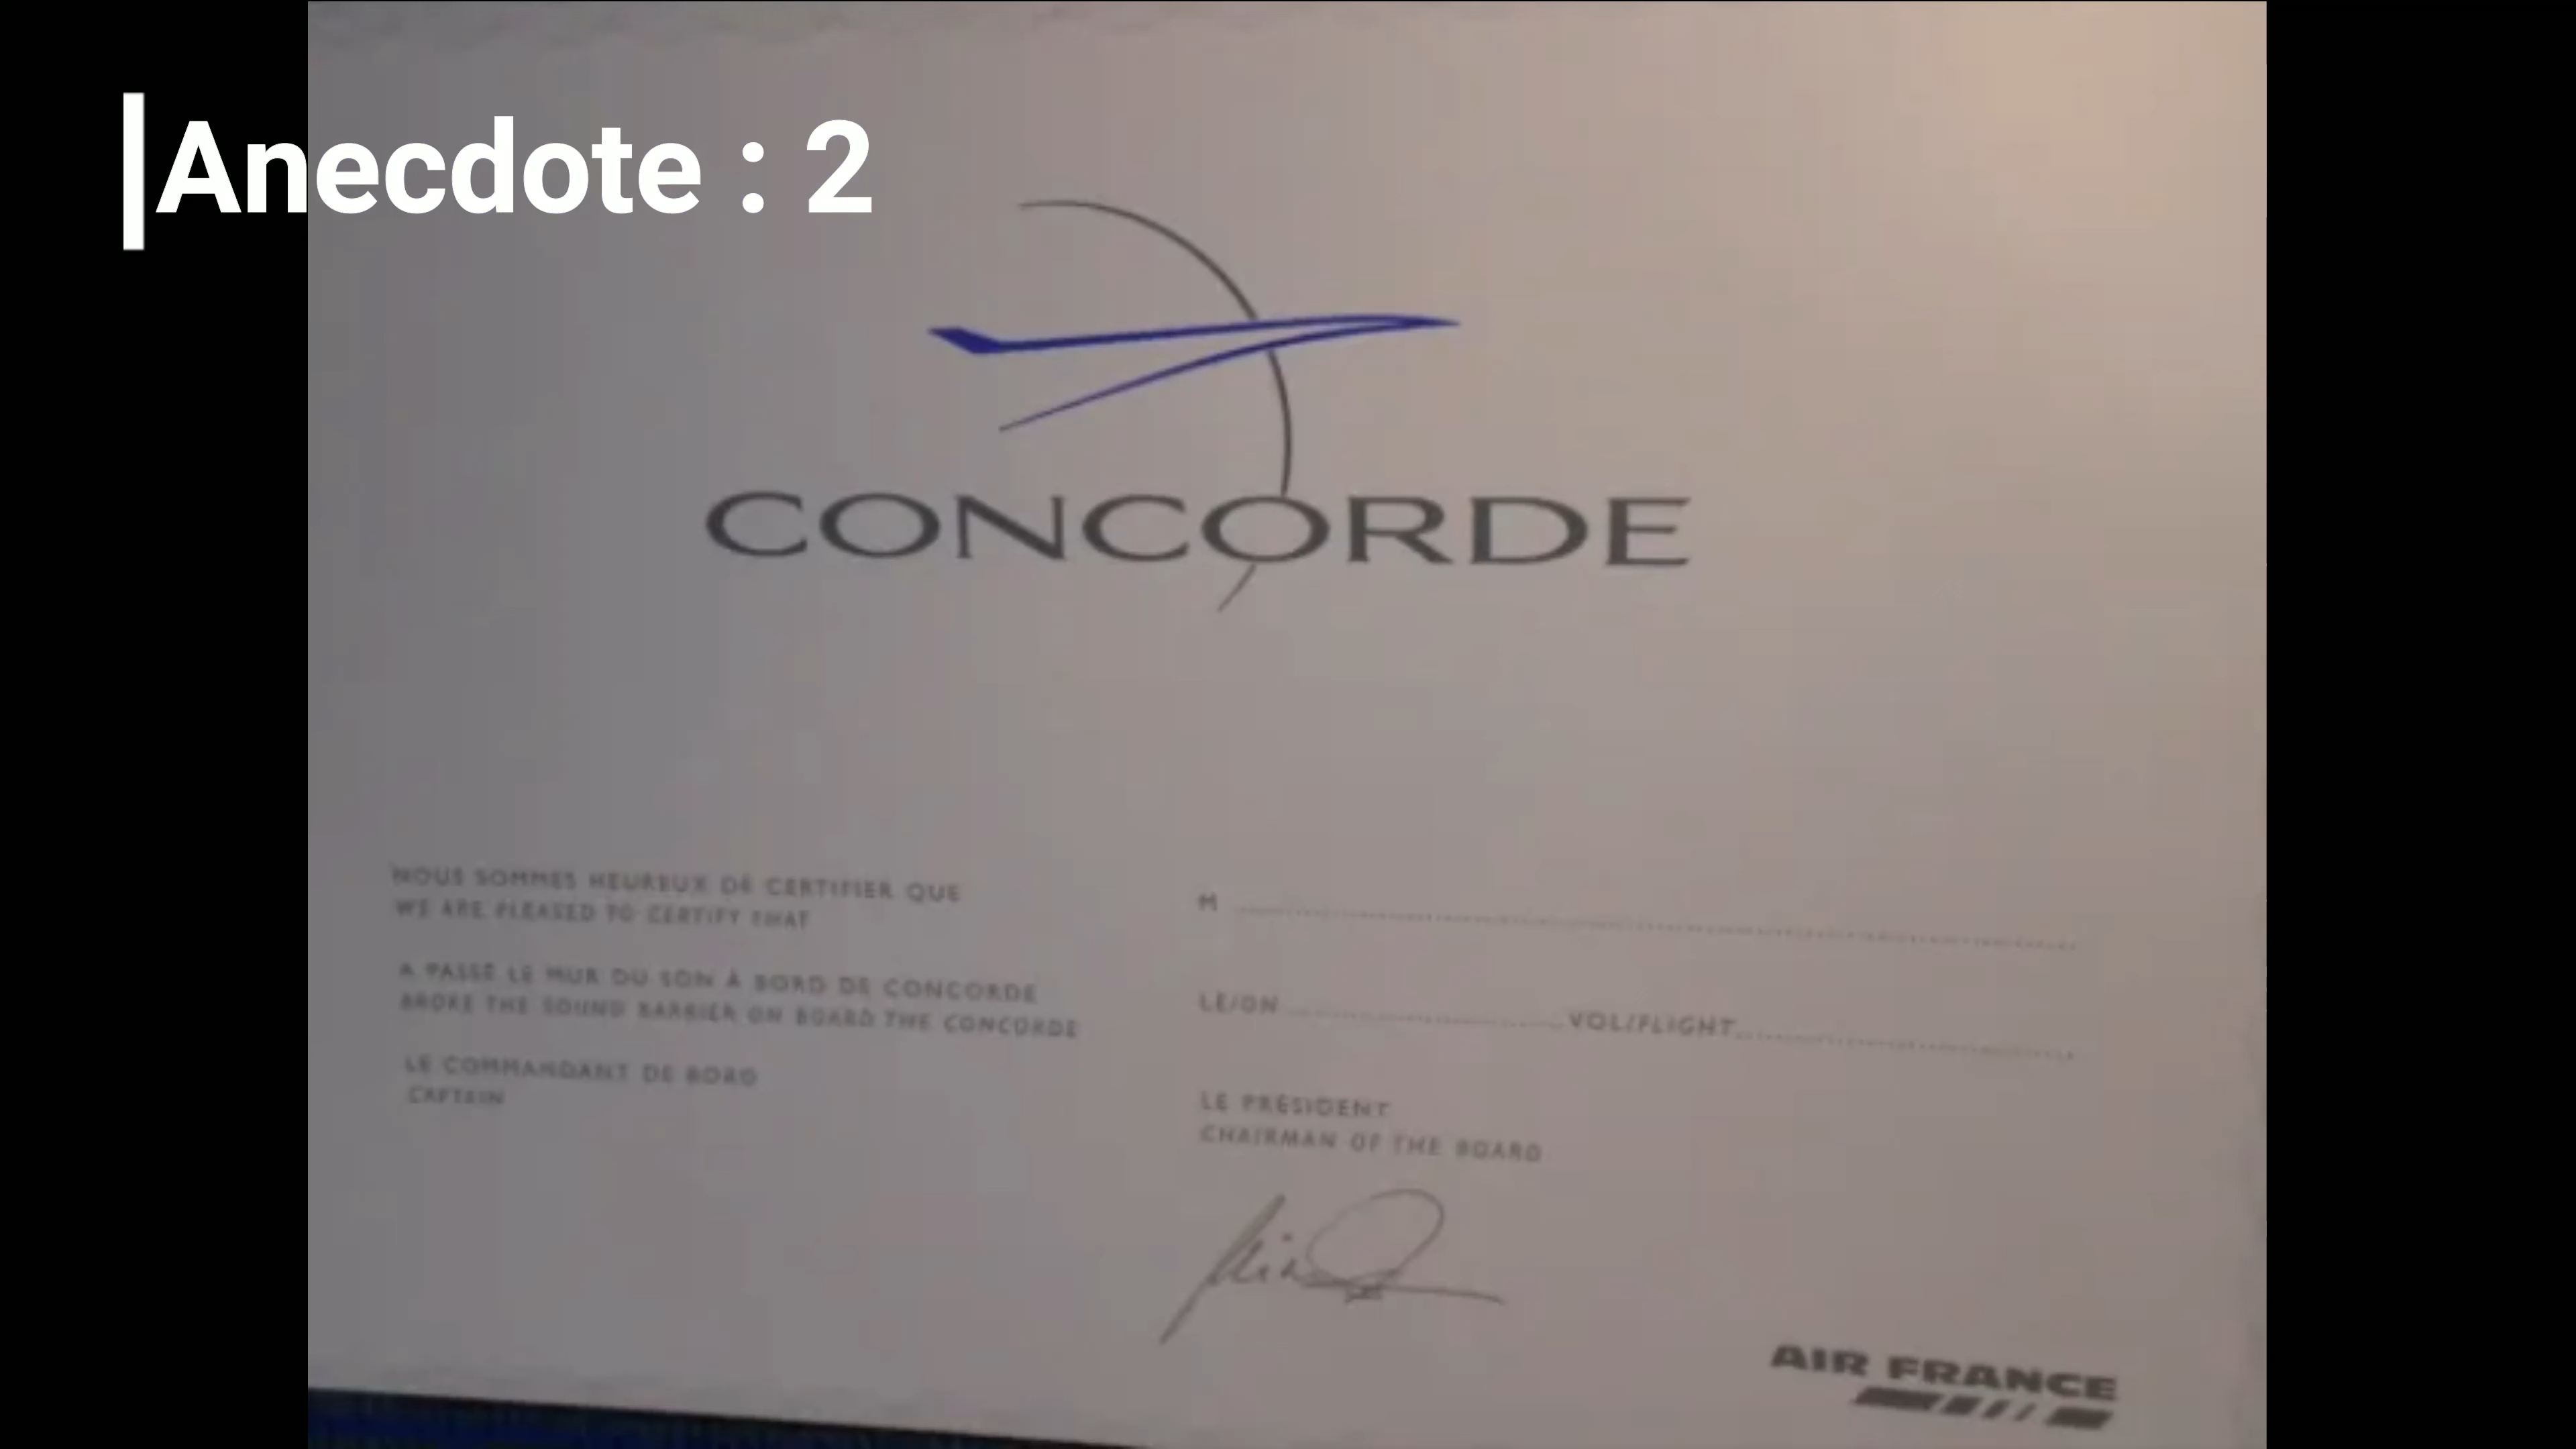 Anecdote : 2
CONCORDE
NOUS SOMMES HEUREUX DE CERTIFIER QUE
WE ARE PLEASED TO CERTIFY THAT
M
A PASSÉ LE MUR DU SON À BORD DE CONCORDE
BROKE THE SOUND BARRIER ON BOARD THE CONCORDE
LE/ON VOL/FLIGHT
LE COMMANDANT DE BORD
CAPTAIN
LE PRÉSIDENT
CHAIRMAN OF THE BOARD
AIR FRANCE